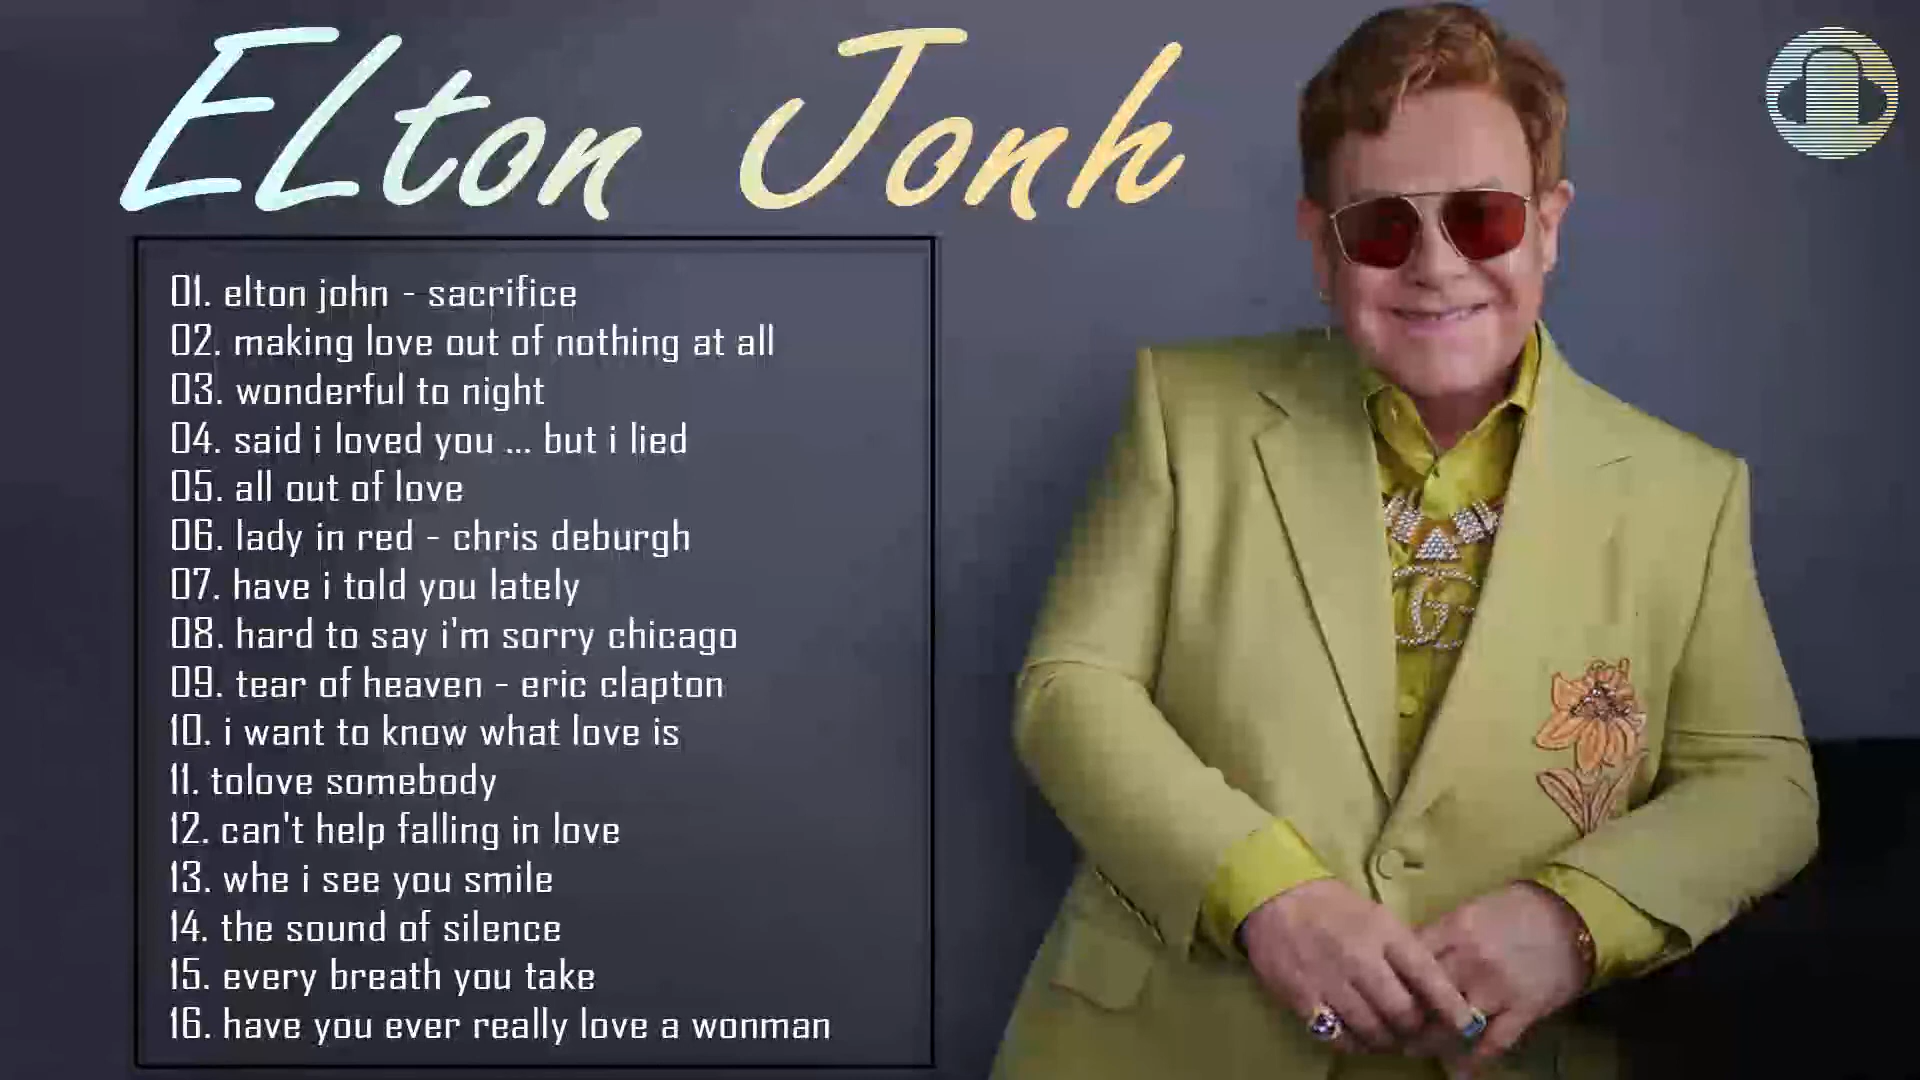 ELton Jonh
01. elton john - sacrifice
02. making love out of nothing at all
03. wonderful to night
04. said i loved you ... but i lied
05. all out of love
06. lady in red - chris deburgh
07. have i told you lately
08. hard to say i'm sorry chicago
09. tear of heaven - eric clapton
10. i want to know what love is
11. tolove somebody
12. can't help falling in love
13. whe i see you smile
14. the sound of silence
15. every breath you take
16. have you ever really love a wonman